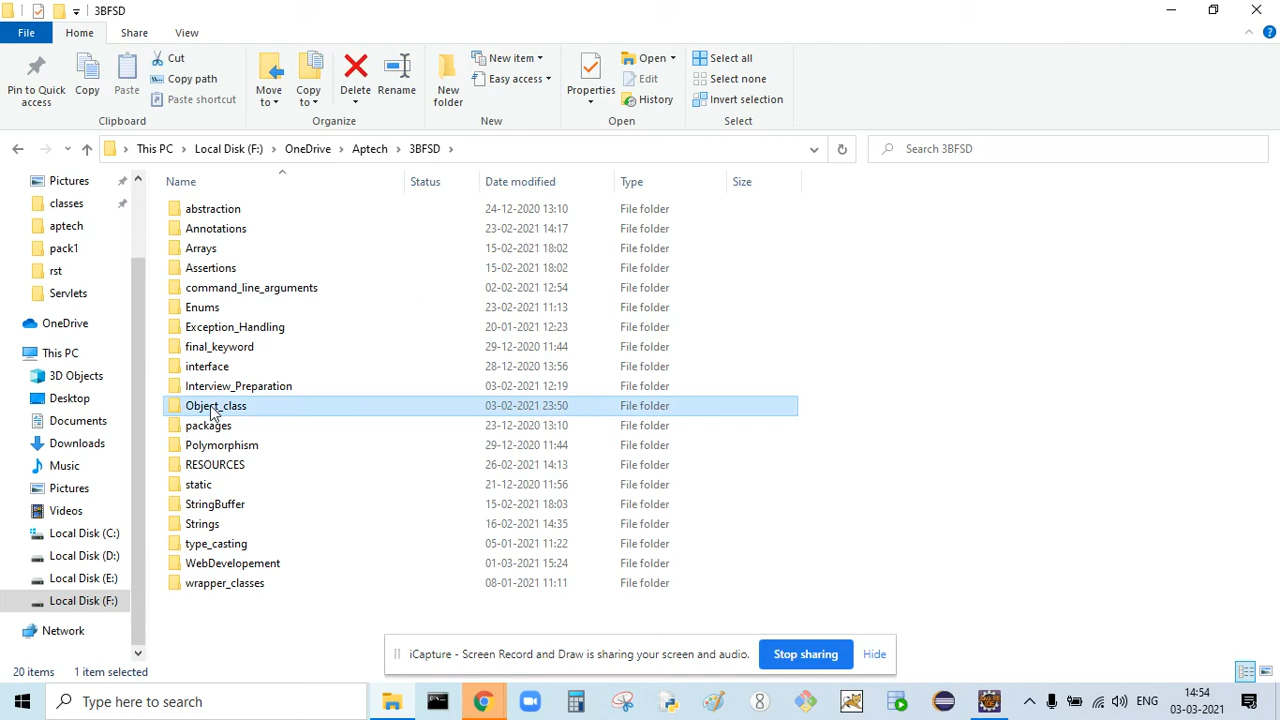 3BFSD
File Home Share View
Pin to Quick access
Copy
Paste
Cut
Copy path
Paste shortcut
Clipboard
Move to
Copy to
Delete
Rename
Organize
New folder
New item
Easy access
New
Properties
Open
Edit
History
Open
Select all
Select none
Invert selection
Select
This PC Local Disk (F:) OneDrive Aptech 3BFSD
Search 3BFSD
Pictures
classes
aptech
pack1
rst
Servlets
OneDrive
This PC
3D Objects
Desktop
Documents
Downloads
Music
Pictures
Videos
Local Disk (C:)
Local Disk (D:)
Local Disk (E:)
Local Disk (F:)
Network
Name Status Date modified Type Size
abstraction 24-12-2020 13:10 File folder
Annotations 23-02-2021 14:17 File folder
Arrays 15-02-2021 18:02 File folder
Assertions 15-02-2021 18:02 File folder
command_line_arguments 02-02-2021 12:54 File folder
Enums 23-02-2021 11:13 File folder
Exception_Handling 20-01-2021 12:23 File folder
final_keyword 29-12-2020 11:44 File folder
interface 28-12-2020 13:56 File folder
Interview_Preparation 03-02-2021 12:19 File folder
Object_class 03-02-2021 23:50 File folder
packages 23-12-2020 13:10 File folder
Polymorphism 29-12-2020 11:44 File folder
RESOURCES 26-02-2021 14:13 File folder
static 21-12-2020 11:56 File folder
StringBuffer 15-02-2021 18:03 File folder
Strings 16-02-2021 14:35 File folder
type_casting 05-01-2021 11:22 File folder
WebDevelopement 01-03-2021 15:24 File folder
wrapper_classes 08-01-2021 11:11 File folder
iCapture - Screen Record and Draw is sharing your screen and audio. Stop sharing Hide
20 items 1 item selected
Type here to search
ENG
14:54
03-03-2021